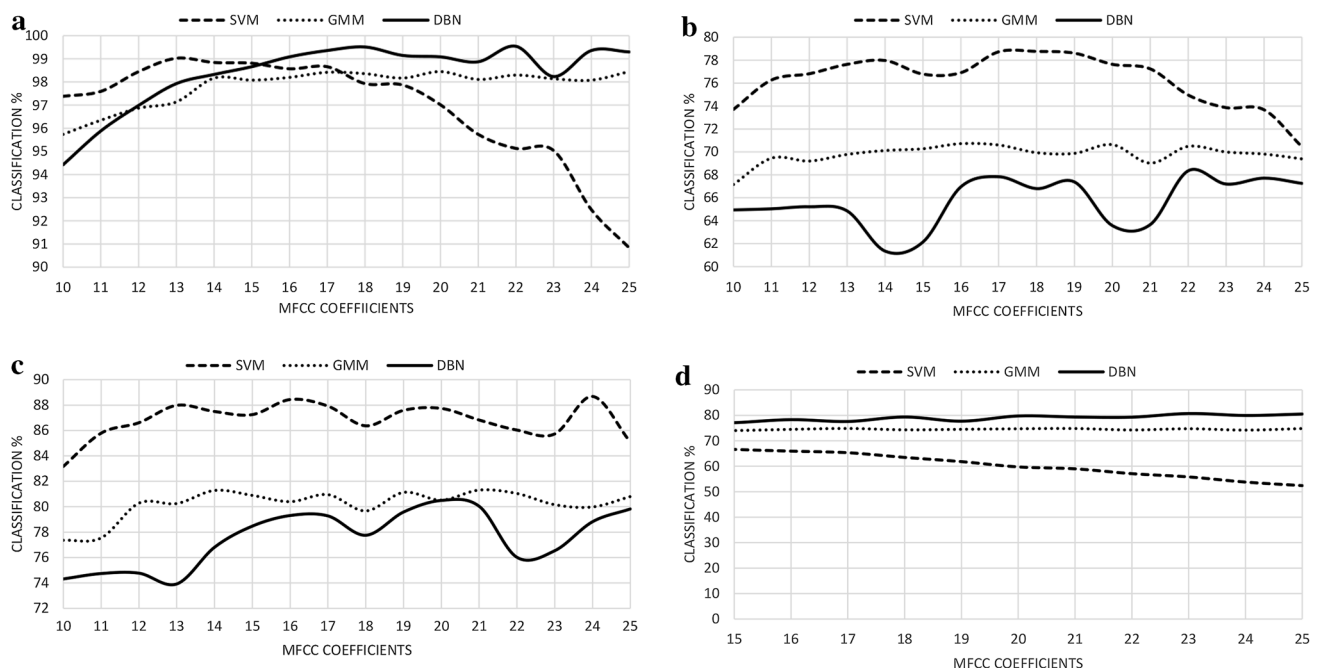 a
SVM GMM DBN
CLASSIFICATION %
100
99
98
97
96
95
94
93
92
91
90
10 11 12 13 14 15 16 17 18 19 20 21 22 23 24 25
MFCC COEFFIICIENTS
b
SVM GMM DBN
CLASSIFICATION %
80
78
76
74
72
70
68
66
64
62
60
10 11 12 13 14 15 16 17 18 19 20 21 22 23 24 25
MFCC COEFFICIENTS
c
SVM GMM DBN
CLASSIFICATION %
90
88
86
84
82
80
78
76
74
72
10 11 12 13 14 15 16 17 18 19 20 21 22 23 24 25
MFCC COEFFICIENTS
d
SVM GMM DBN
CLASSIFICATION %
90
80
70
60
50
40
30
20
10
0
15 16 17 18 19 20 21 22 23 24 25
MFCC COEFFICIENTS